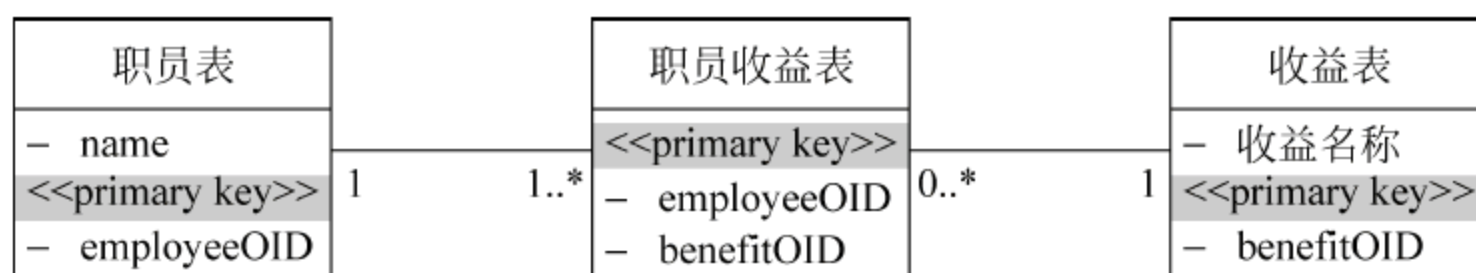 职员表
– name
<<primary key>>
– employeeOID
1
1..*
职员收益表
<<primary key>>
– employeeOID
– benefitOID
0..*
1
收益表
– 收益名称
<<primary key>>
– benefitOID